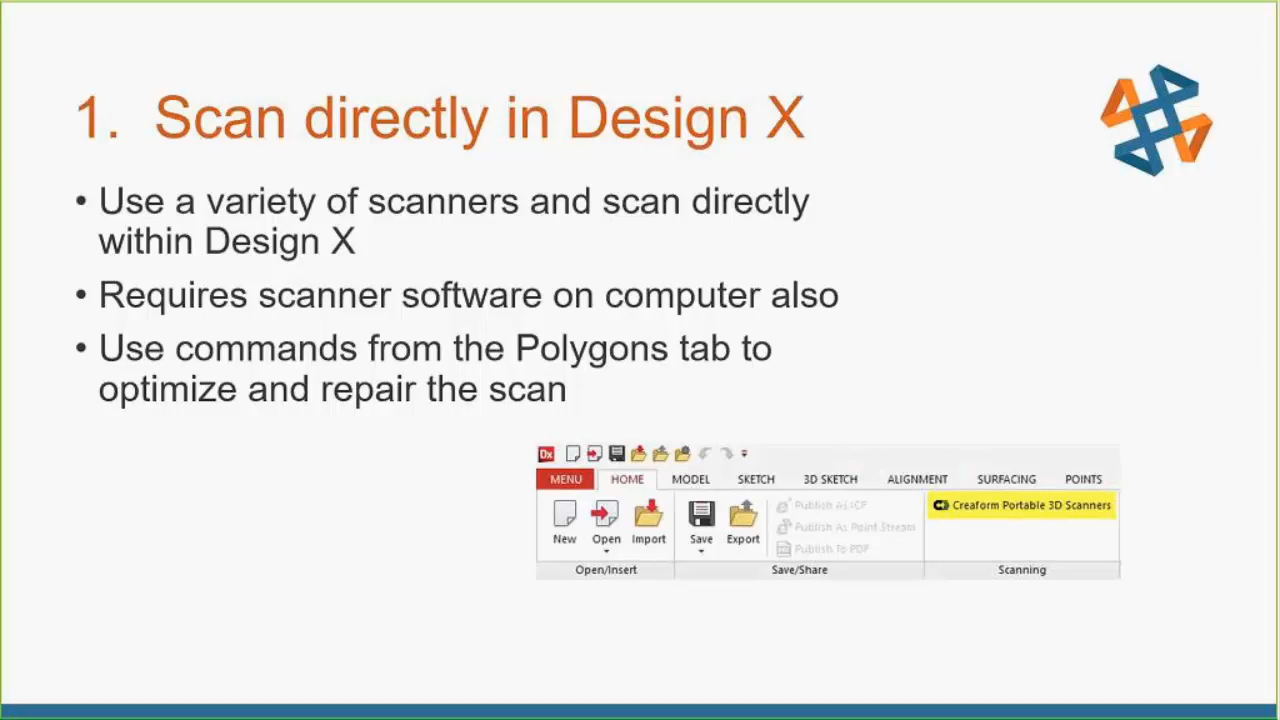 1. Scan directly in Design X
• Use a variety of scanners and scan directly
within Design X
• Requires scanner software on computer also
• Use commands from the Polygons tab to
optimize and repair the scan
Dx
MENU HOME MODEL SKETCH 3D SKETCH ALIGNMENT SURFACING POINTS
Publish As ICF
Creaform Portable 3D Scanners
Publish As Point Stream
New Open Import Save Export
Publish To PDF
Open/Insert Save/Share Scanning